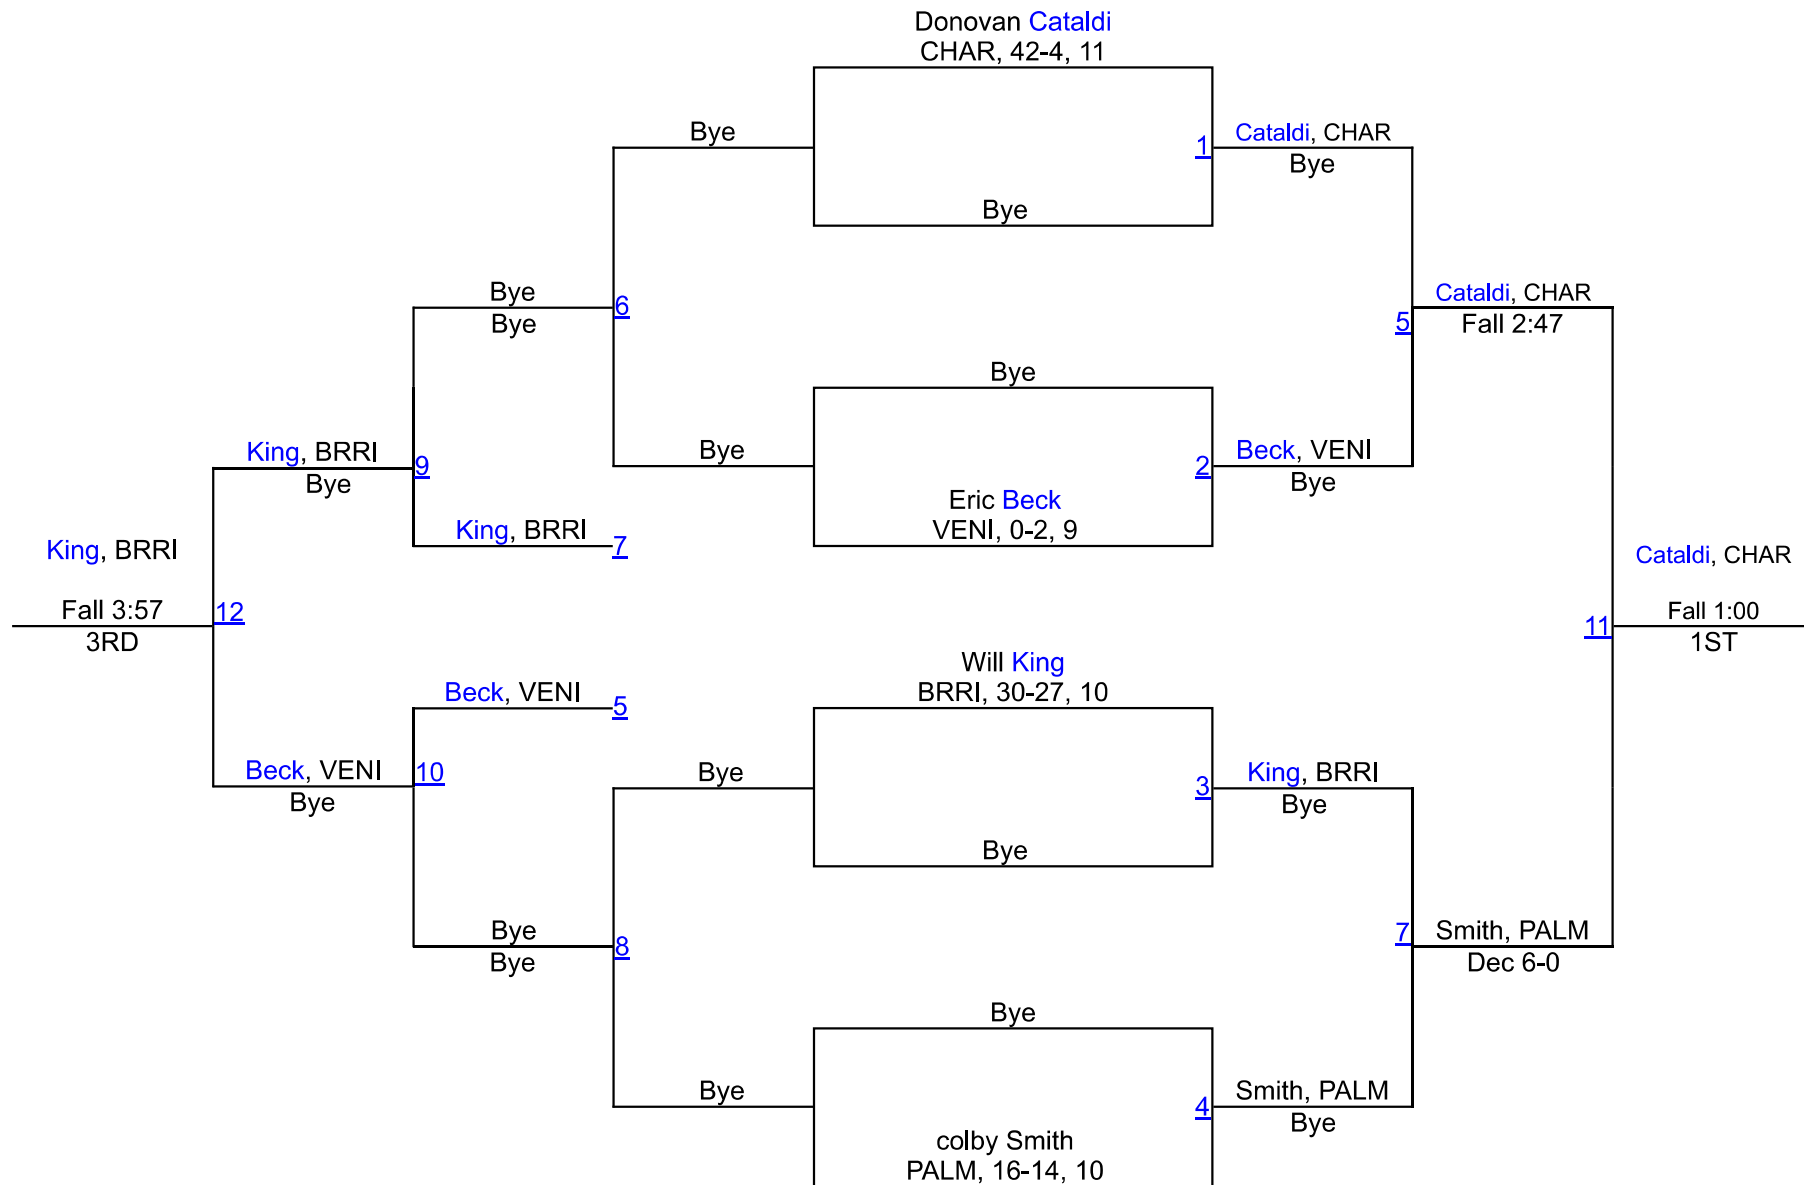 Donovan Cataldi
CHAR, 42-4, 11
Bye
1
Cataldi, CHAR
Bye
Bye
Bye
Bye
6
Cataldi, CHAR
5
Fall 2:47
Bye
King, BRRI
Bye
9
Bye
2
Beck, VENI
Bye
Eric Beck
VENI, 0-2, 9
King, BRRI
7
King, BRRI
Fall 3:57
12
3RD
Cataldi, CHAR
11
Fall 1:00
1ST
Will King
BRRI, 30-27, 10
Beck, VENI
5
Beck, VENI
Bye
10
Bye
3
King, BRRI
Bye
Bye
Bye
Bye
8
7
Smith, PALM
Dec 6-0
Bye
Bye
4
Smith, PALM
Bye
colby Smith
PALM, 16-14, 10